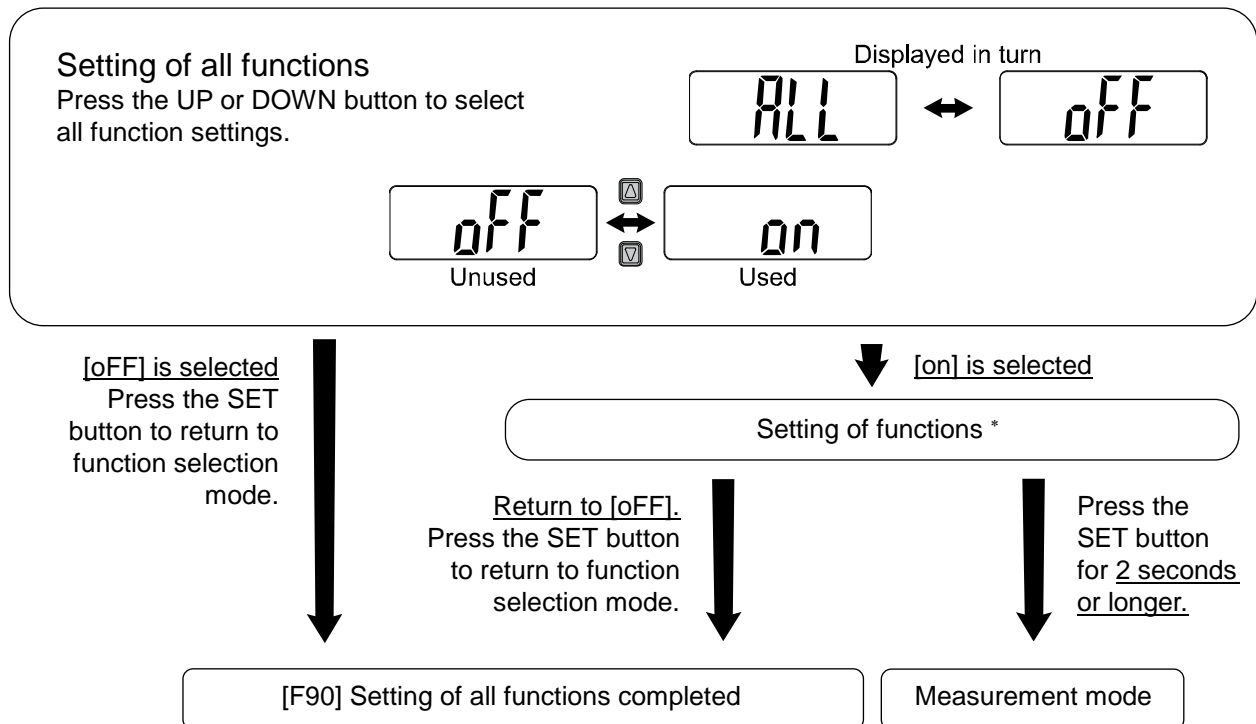 Setting of all functions
Press the UP or DOWN button to select
all function settings.
Displayed in turn
ALL
oFF
oFF
on
Unused
Used
[oFF] is selected
Press the SET
button to return to
function selection
mode.
[on] is selected
Setting of functions *
Return to [oFF].
Press the SET button
to return to function
selection mode.
Press the
SET button
for 2 seconds
or longer.
[F90] Setting of all functions completed
Measurement mode